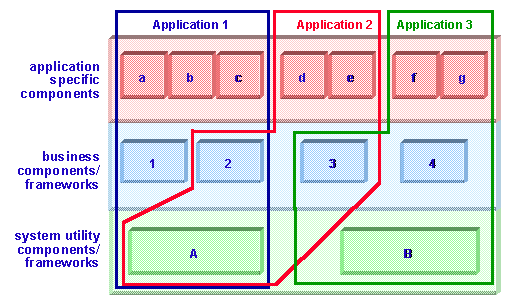 Application 1 Application 2 Application 3
application
specific
components
a b c d e f g
business
components/
frameworks
1 2 3 4
system utility
components/
frameworks
A B